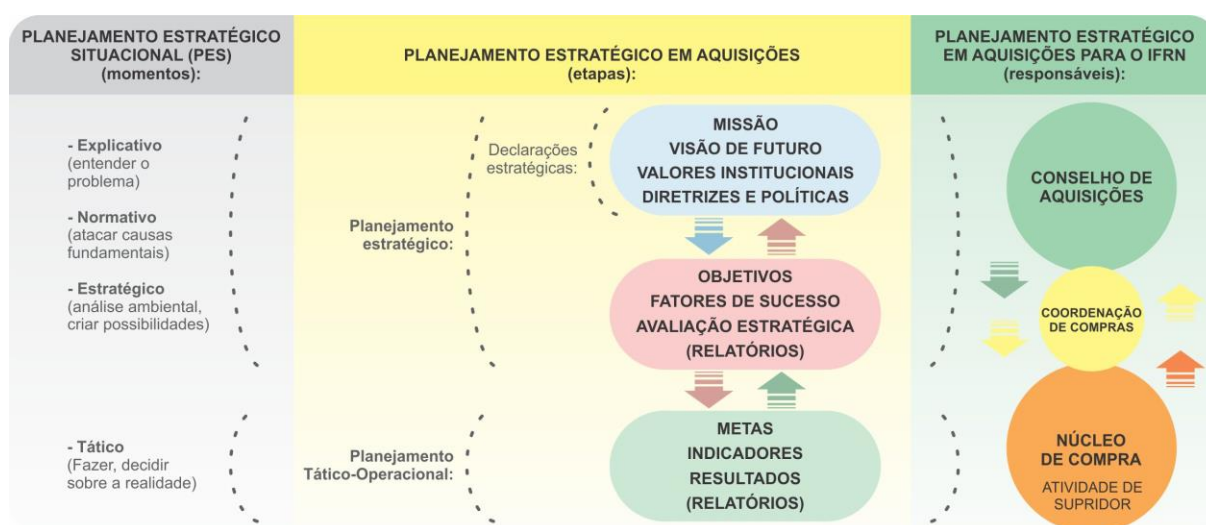 PLANEJAMENTO ESTRATÉGICO
SITUACIONAL (PES)
(momentos):
- Explicativo
(entender o
problema)
- Normativo
(atacar causas
fundamentais)
- Estratégico
(análise ambiental,
criar possibilidades)
- Tático
(Fazer, decidir
sobre a realidade)
PLANEJAMENTO ESTRATÉGICO EM AQUISIÇÕES
(etapas):
Planejamento
estratégico:
Declarações
estratégicas:
MISSÃO
VISÃO DE FUTURO
VALORES INSTITUCIONAIS
DIRETRIZES E POLÍTICAS
OBJETIVOS
FATORES DE SUCESSO
AVALIAÇÃO ESTRATÉGICA
(RELATÓRIOS)
Planejamento
Tático-Operacional:
METAS
INDICADORES
RESULTADOS
(RELATÓRIOS)
PLANEJAMENTO ESTRATÉGICO
EM AQUISIÇÕES PARA O IFRN
(responsáveis):
CONSELHO DE
AQUISIÇÕES
COORDENAÇÃO
DE COMPRAS
NÚCLEO
DE COMPRA
ATIVIDADE DE
SUPRIDOR